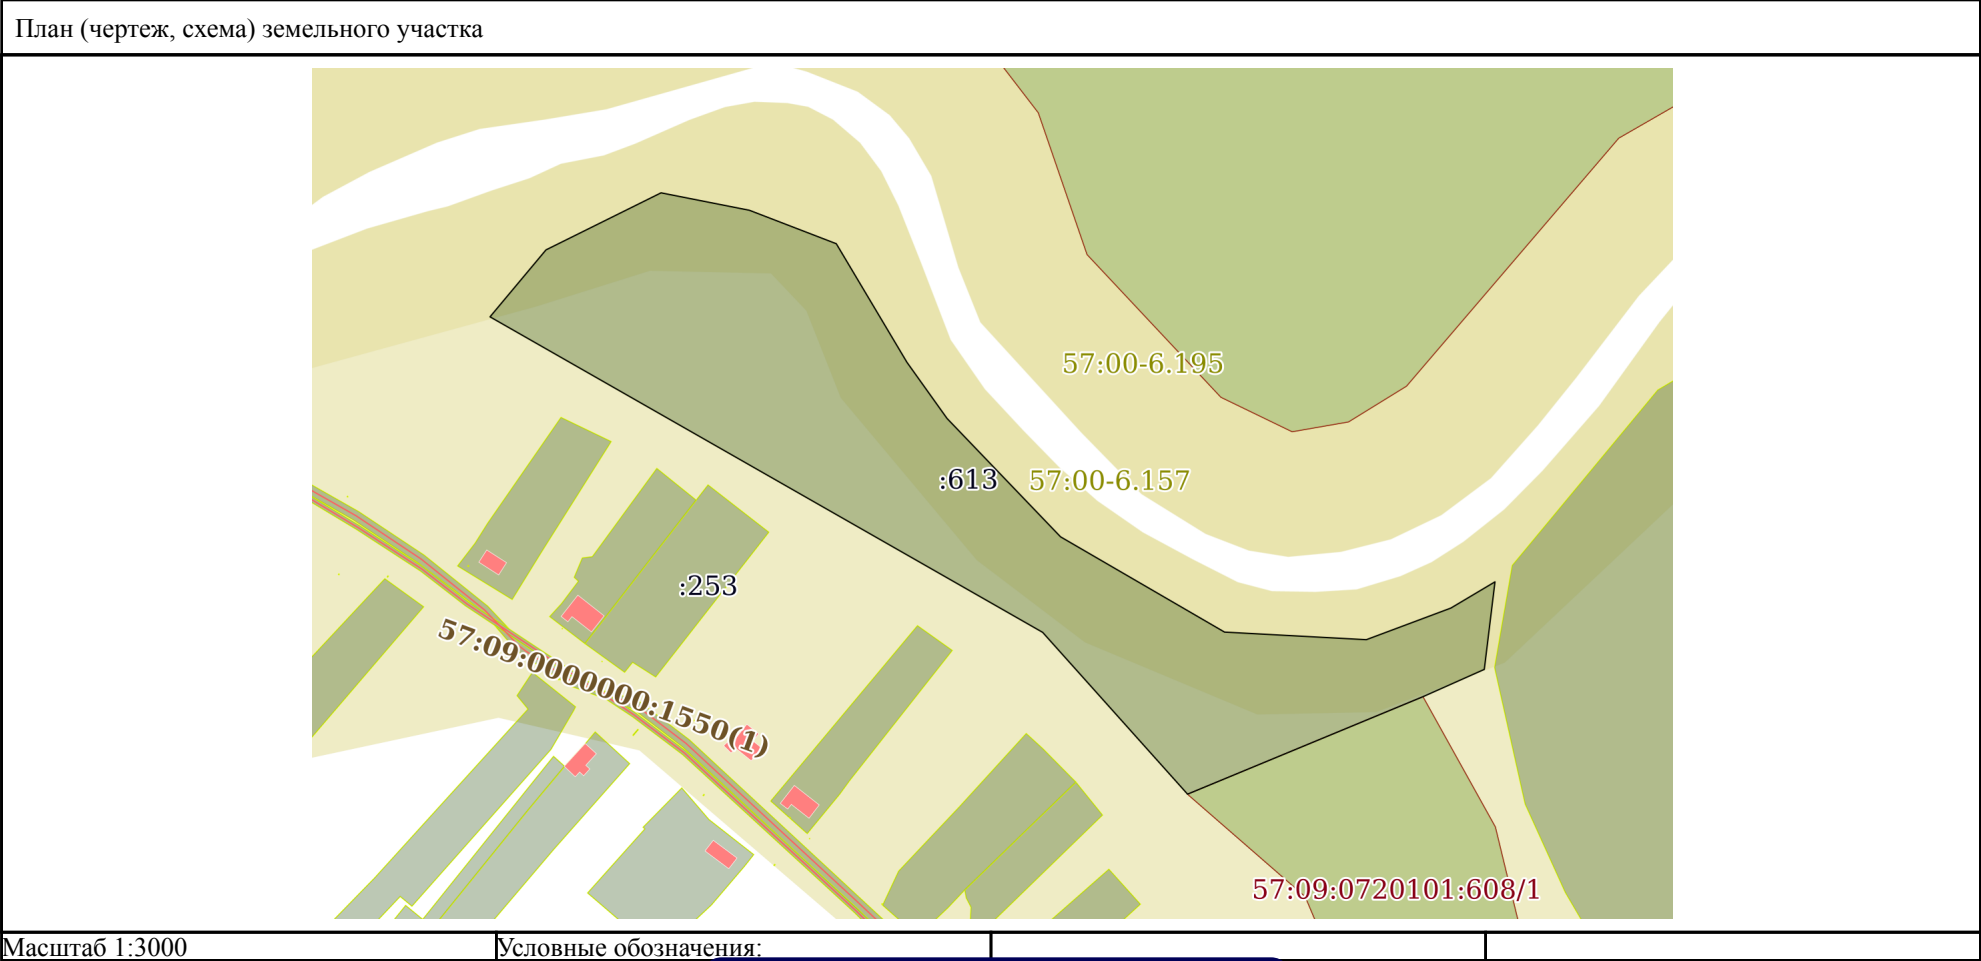 План (чертеж, схема) земельного участка
57:00-6.195
:613
57:00-6.157
:253
57:09:0000000:1550(1)
57:09:0720101:608/1
Масштаб 1:3000
Условные обозначения: